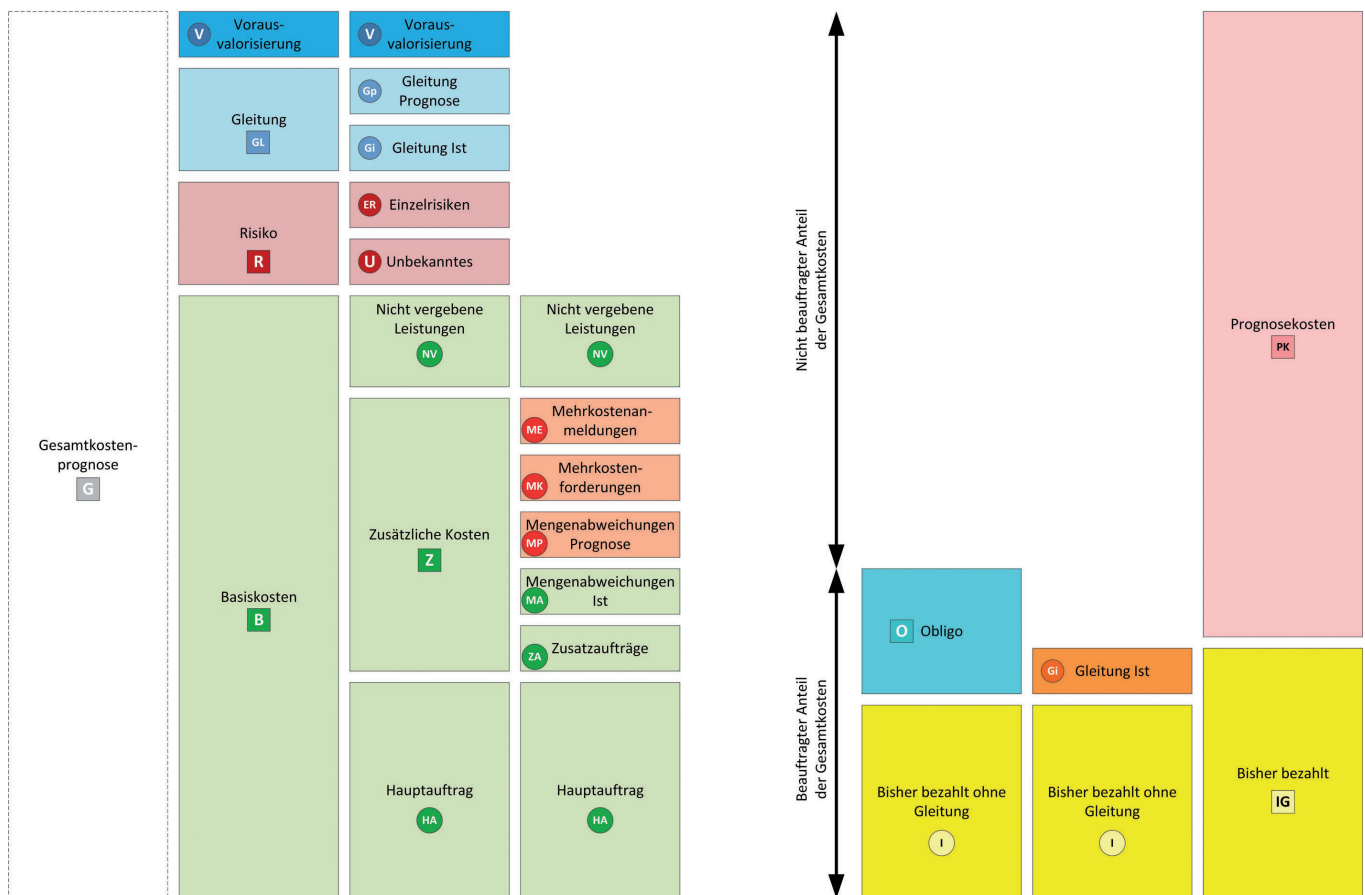 Gesamtkosten-
prognose
G
V
Voraus-
valorisierung
Gleitung
GL
Risiko
R
Basiskosten
B
V
Voraus-
valorisierung
Gp
Gleitung
Prognose
Gi
Gleitung Ist
ER
Einzelrisiken
U
Unbekanntes
Nicht vergebene
Leistungen
NV
Zusätzliche Kosten
Z
Hauptauftrag
HA
Nicht vergebene
Leistungen
NV
Mehrkostenan-
meldungen
ME
Mehrkosten-
forderungen
MK
Mengenabweichungen
Prognose
MP
Mengenabweichungen
Ist
MA
Zusatzaufträge
ZA
Hauptauftrag
HA
Nicht beauftragter Anteil
der Gesamtkosten
Beauftragter Anteil
der Gesamtkosten
O
Obligo
Bisher bezahlt ohne
Gleitung
I
Gi
Gleitung Ist
Bisher bezahlt ohne
Gleitung
I
Prognosekosten
PK
Bisher bezahlt
IG